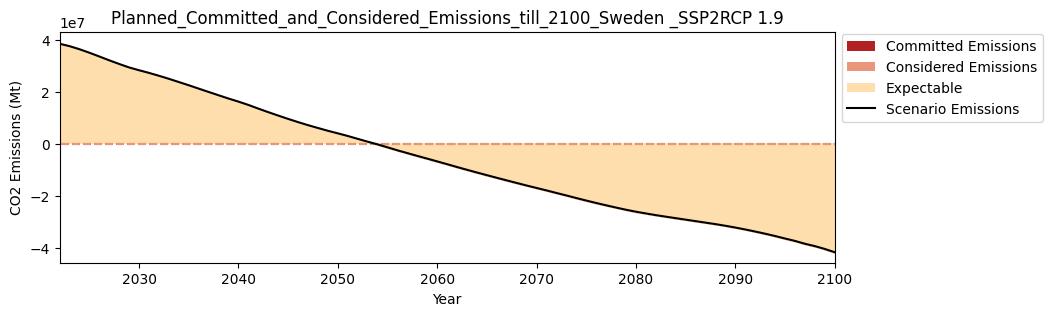 Planned_Committed_and_Considered_Emissions_till_2100_Sweden _SSP2RCP 1.9
1e7
4
2
0
−2
−4
CO2 Emissions (Mt)
2030 2040 2050 2060 2070 2080 2090 2100
Year
Committed Emissions
Considered Emissions
Expectable
Scenario Emissions